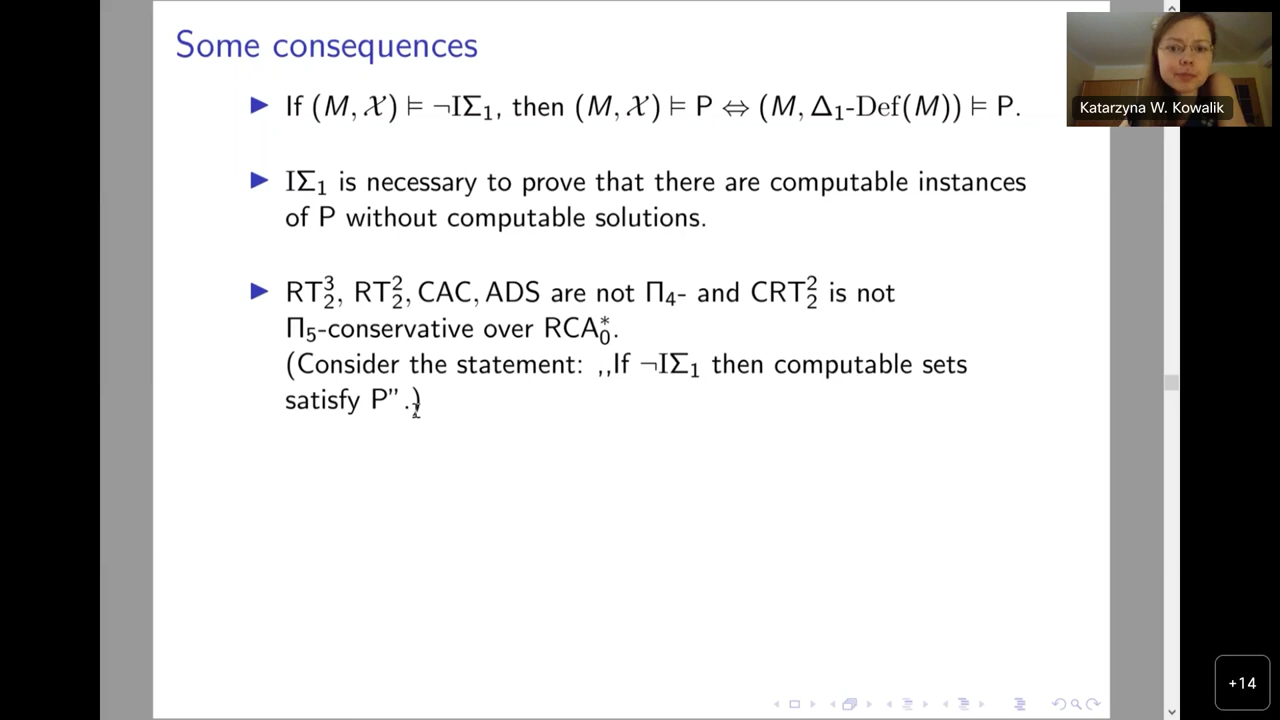 Some consequences
Katarzyna W. Kowalik
▶ If (M, 𝒳) ⊨ ¬IΣ₁, then (M, 𝒳) ⊨ P ⇔ (M, Δ₁-Def(M)) ⊨ P.
▶ IΣ₁ is necessary to prove that there are computable instances
of P without computable solutions.
▶ RT³₂, RT²₂, CAC, ADS are not Π₄- and CRT²₂ is not
Π₅-conservative over RCA*₀.
(Consider the statement: ,,If ¬IΣ₁ then computable sets
satisfy P” .)
+14